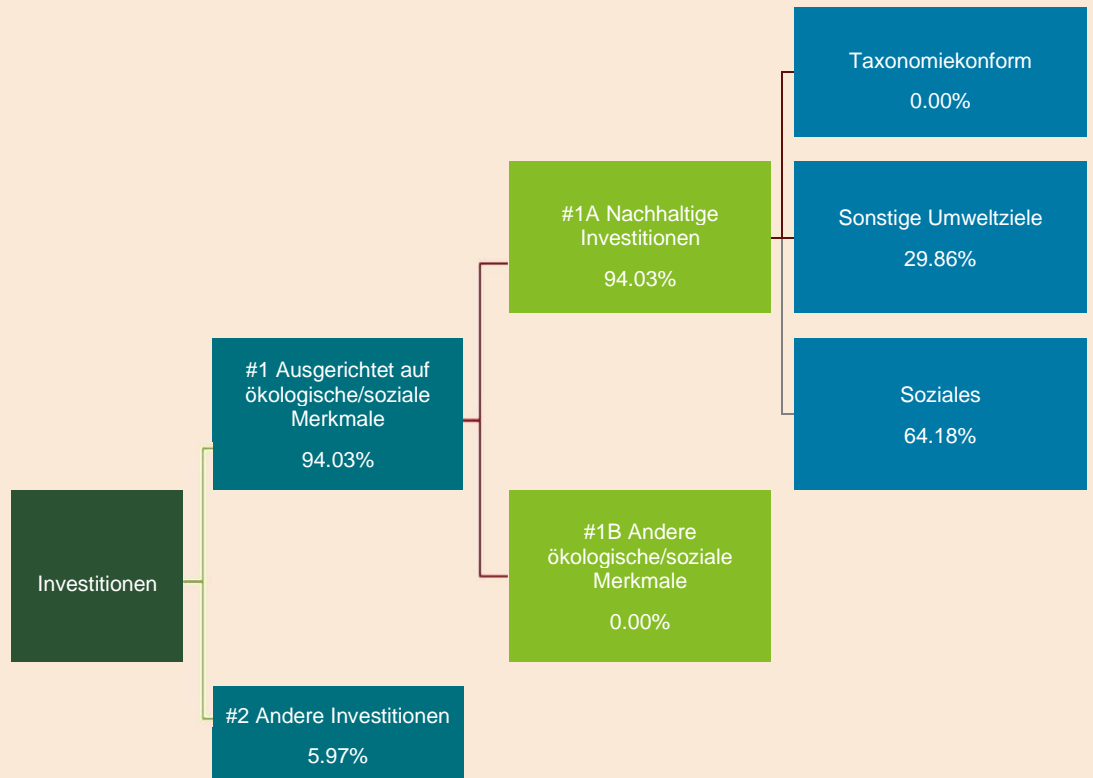 Taxonomiekonform
0.00%
#1A Nachhaltige
Investitionen
94.03%
Sonstige Umweltziele
29.86%
#1 Ausgerichtet auf
ökologische/soziale
Merkmale
94.03%
Soziales
64.18%
Investitionen
#1B Andere
ökologische/soziale
Merkmale
0.00%
#2 Andere Investitionen
5.97%